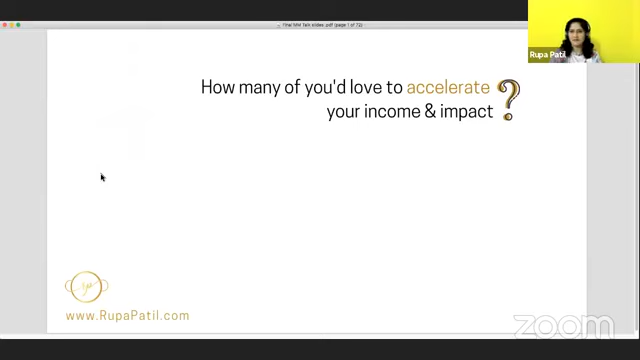 Final MM Talk slides .pdf (page 1 of 72)
Rupa Patil
How many of you'd love to accelerate
your income & impact ?
www.RupaPatil.com
zoom